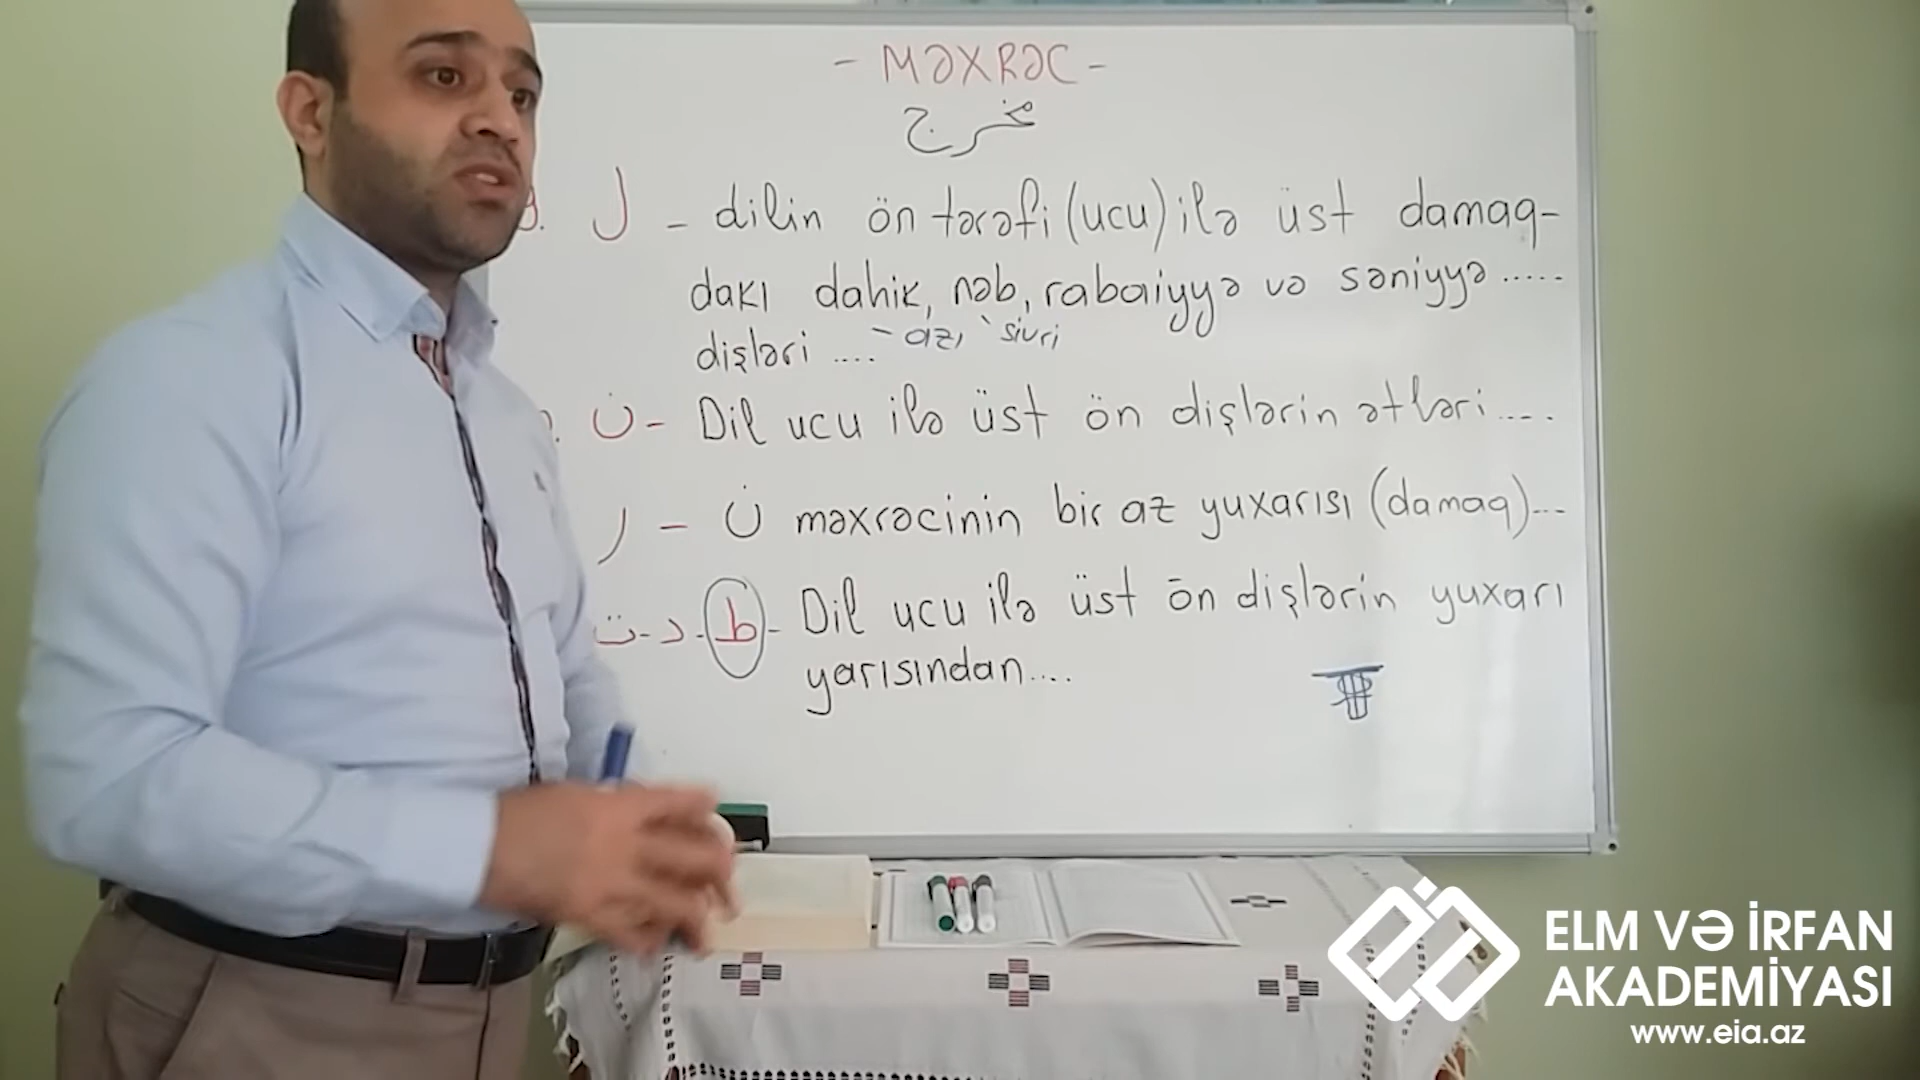 - MƏXRƏC -
مخرج
ل - dilin ön tərəfi (ucu) ilə üst damaq-
dakı dahik, nəb, rabaiyyə və səniyyə .....
dişləri .... - azı ` sivri
ن - Dil ucu ilə üst ön dişlərin ətləri ....
ر - ن məxrəcinin bir az yuxarısı (damaq)...
ت - د - ط - Dil ucu ilə üst ön dişlərin yuxarı
yarısından....
ELM VƏ İRFAN
AKADEMİYASI
www.eia.az